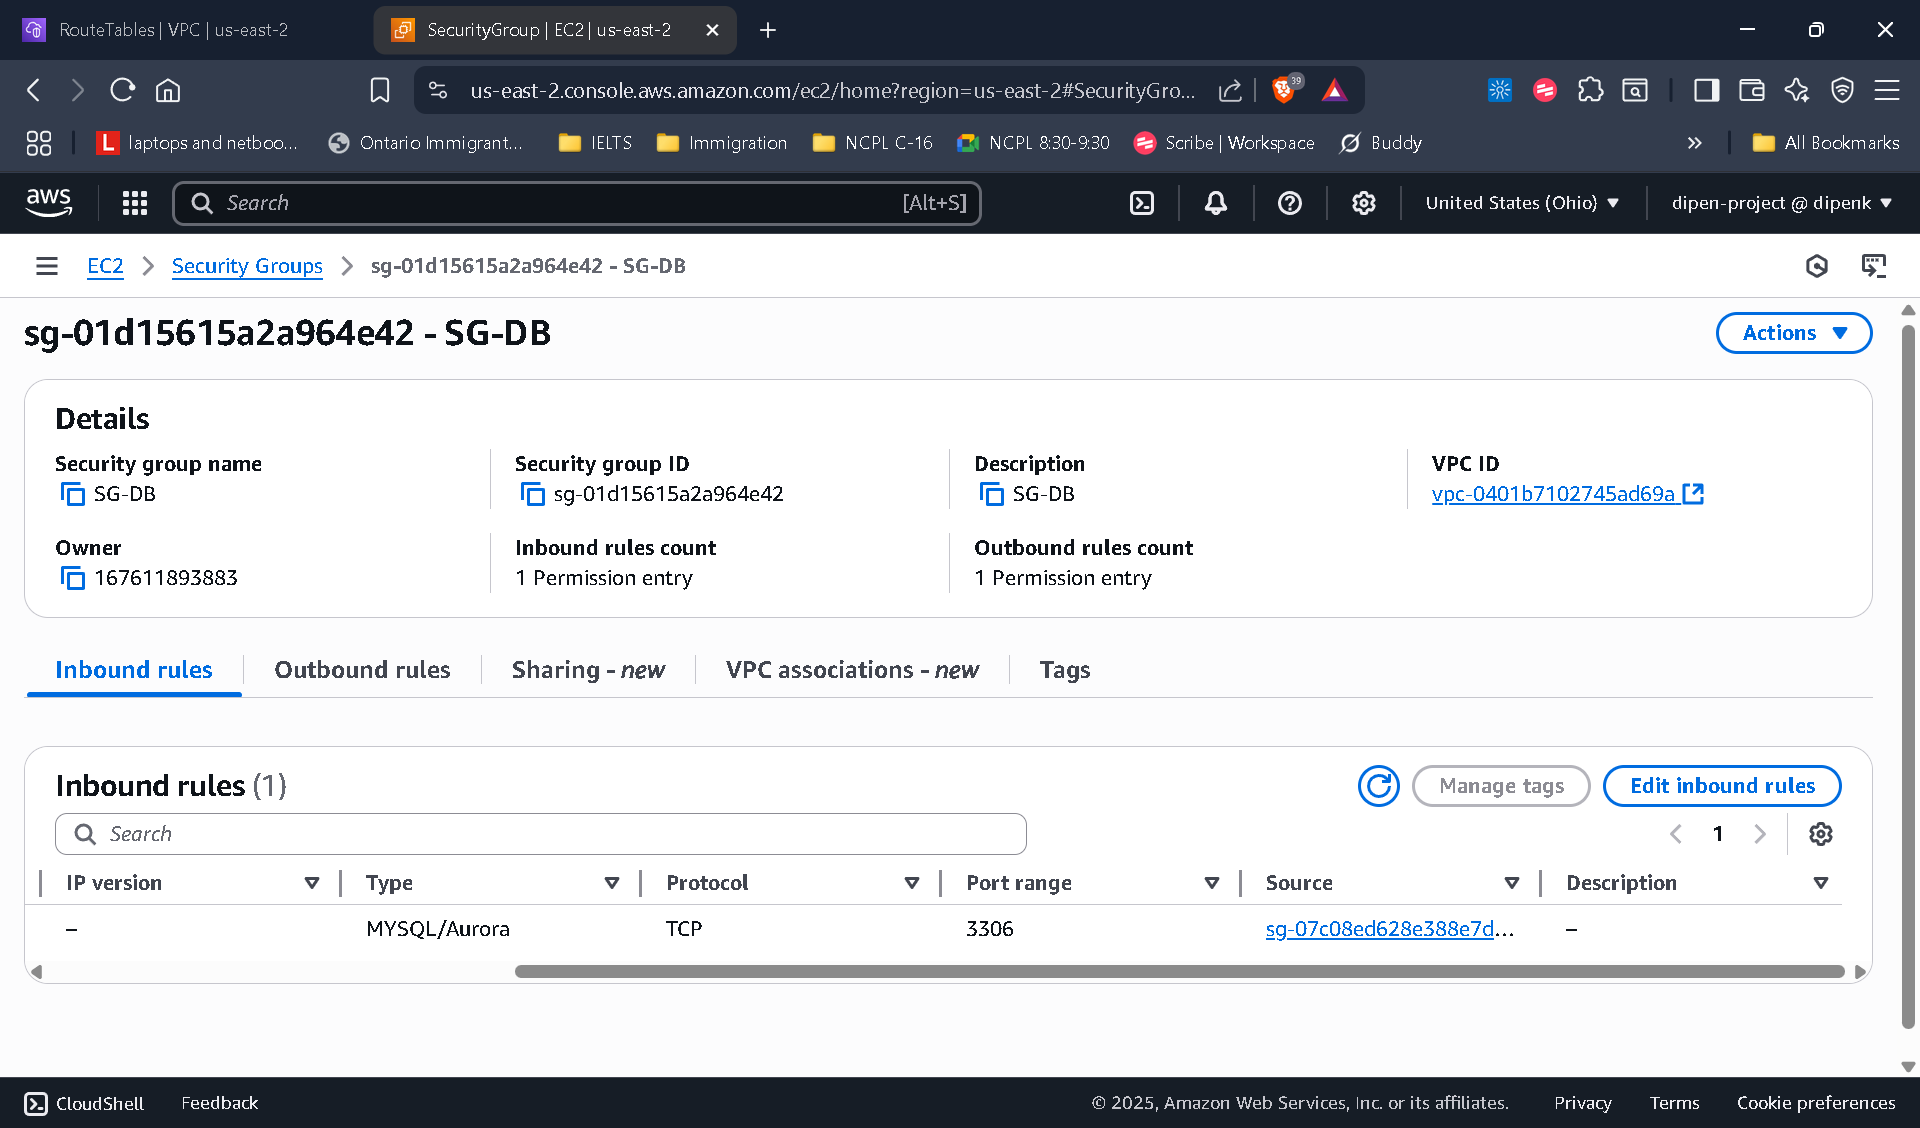 RouteTables | VPC | us-east-2
SecurityGroup | EC2 | us-east-2
us-east-2.console.aws.amazon.com/ec2/home?region=us-east-2#SecurityGro...
39
L laptops and netboo...
Ontario Immigrant...
IELTS
Immigration
NCPL C-16
NCPL 8:30-9:30
Scribe | Workspace
Buddy
All Bookmarks
aws
Search
[Alt+S]
United States (Ohio)
dipen-project @ dipenk
EC2
Security Groups
sg-01d15615a2a964e42 - SG-DB
sg-01d15615a2a964e42 - SG-DB
Actions
Details
Security group name
SG-DB
Security group ID
sg-01d15615a2a964e42
Description
SG-DB
VPC ID
vpc-0401b7102745ad69a
Owner
167611893883
Inbound rules count
1 Permission entry
Outbound rules count
1 Permission entry
Inbound rules
Outbound rules
Sharing - new
VPC associations - new
Tags
Inbound rules (1)
Manage tags
Edit inbound rules
Search
1
IP version
Type
Protocol
Port range
Source
Description
–
MYSQL/Aurora
TCP
3306
sg-07c08ed628e388e7d...
–
CloudShell
Feedback
© 2025, Amazon Web Services, Inc. or its affiliates.
Privacy
Terms
Cookie preferences